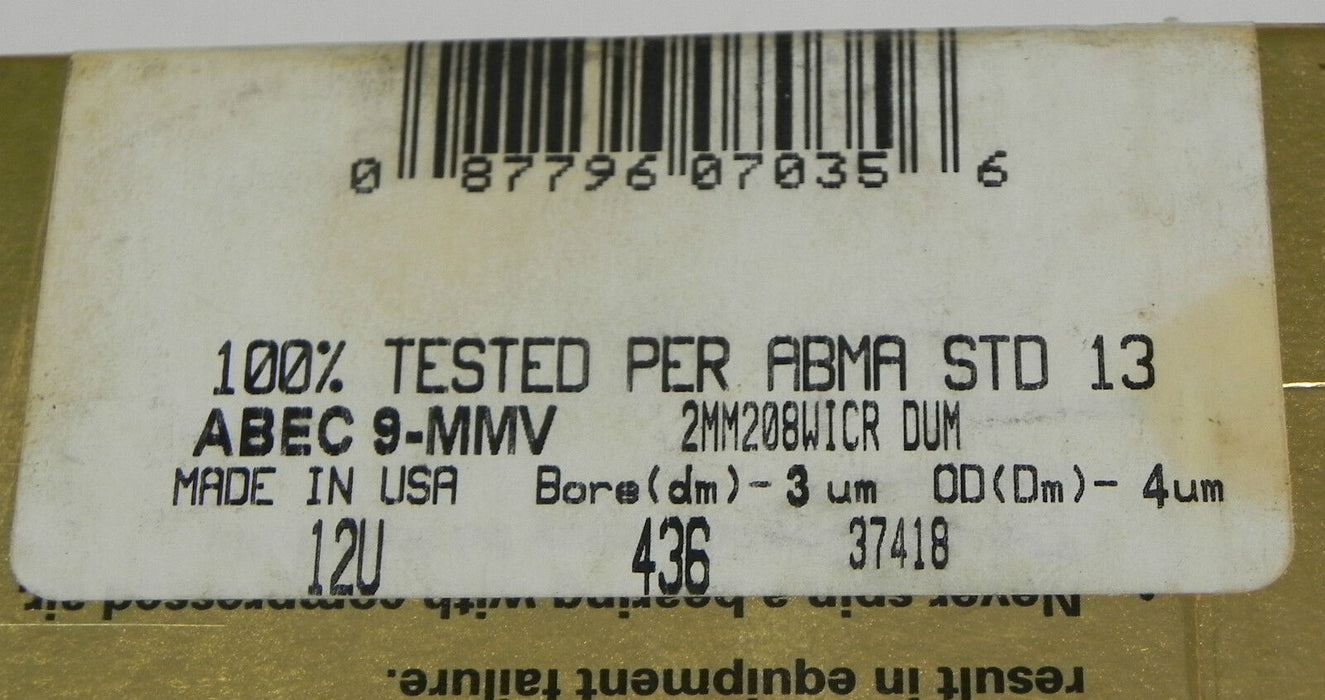 0 87796 07035 6
100% TESTED PER ABMA STD 13
ABEC 9-MMV 2MM208WICR DUM
MADE IN USA Bore(dm)- 3 um OD(Dm)- 4um
12U 436 37418
Never spin a bearing with compressed air.
result in equipment failure.